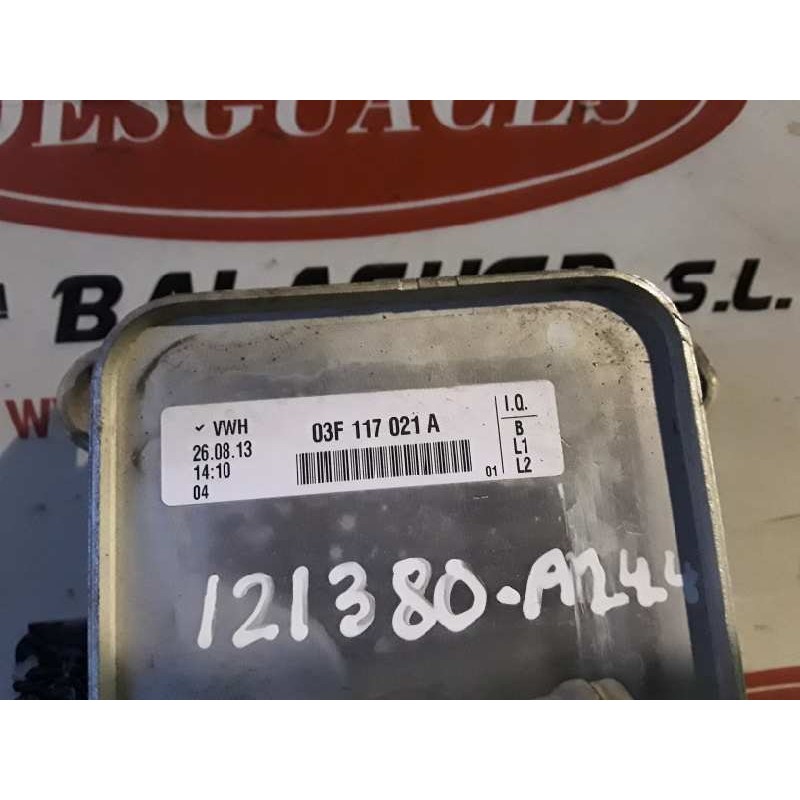 DESGUACES
S.L.
VWH
26.08.13
14:10
04
03F 117 021 A
01
I.Q.
B
L1
L2
121380-A244